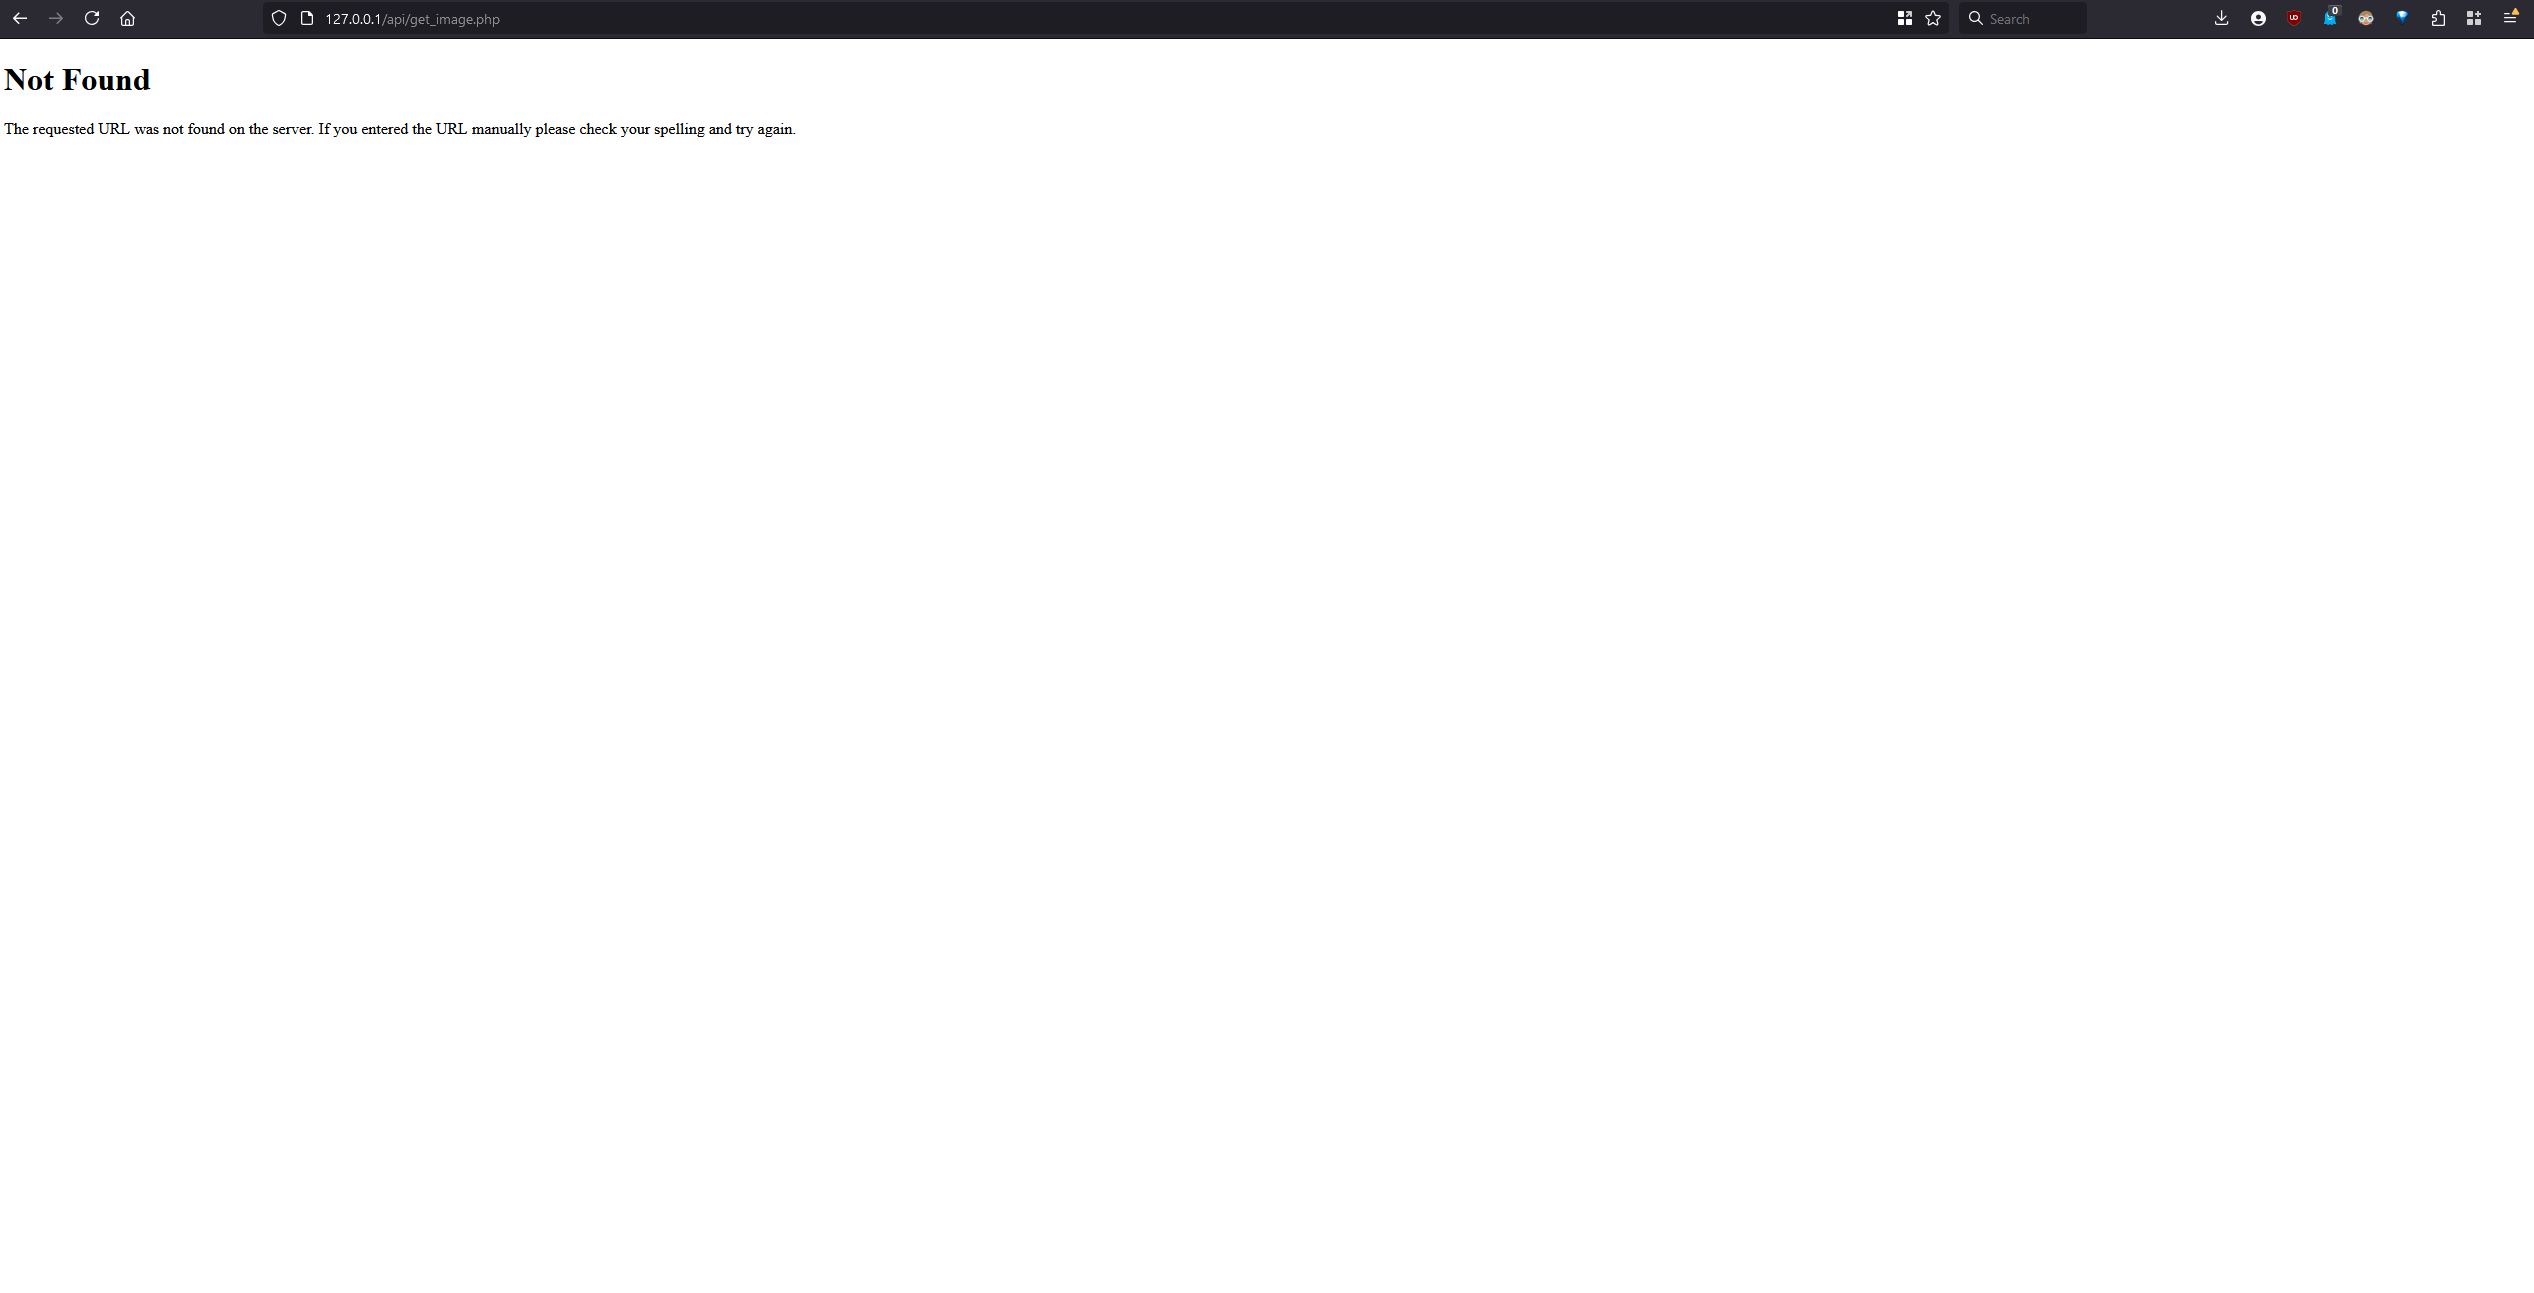 127.0.0.1/api/get_image.php
Search
UD
0
Not Found
The requested URL was not found on the server. If you entered the URL manually please check your spelling and try again.